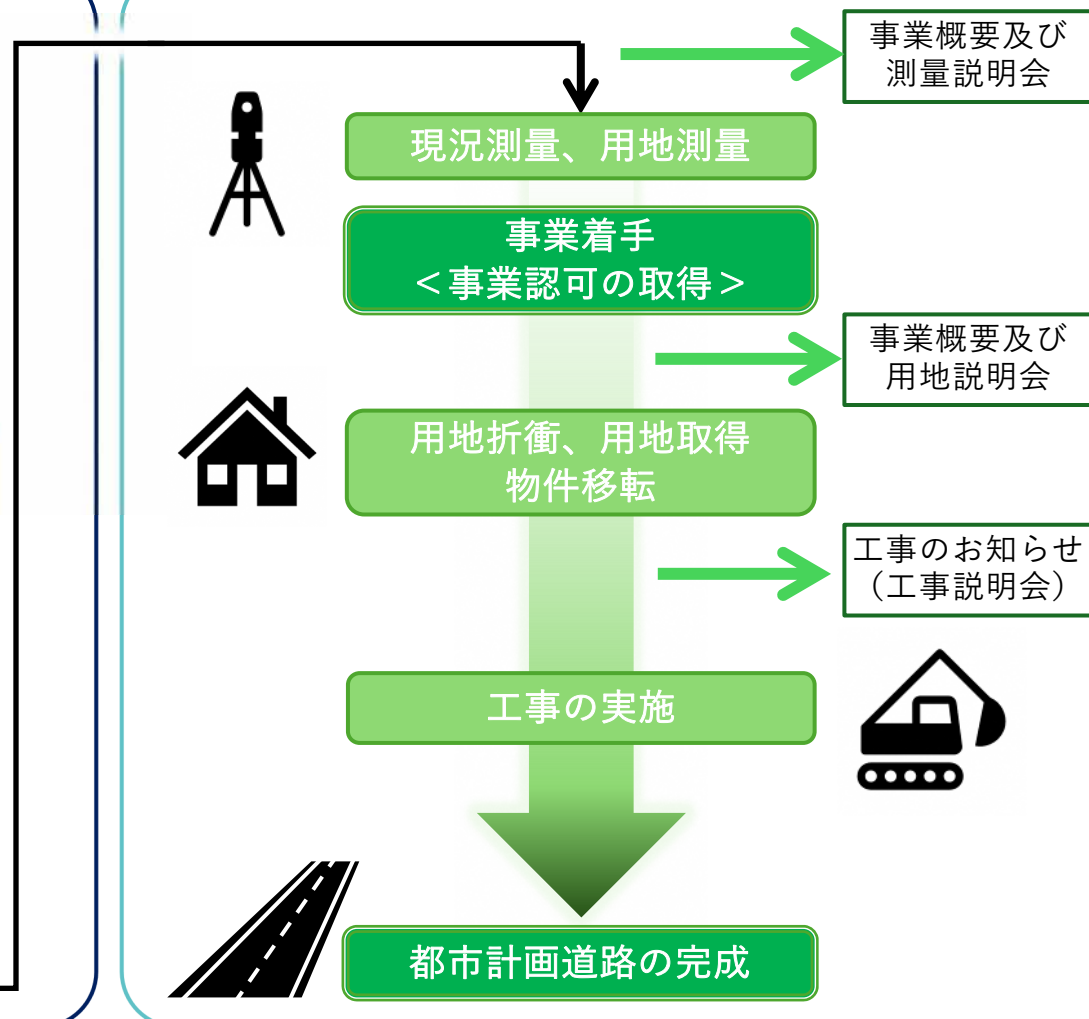 事業概要及び
測量説明会
現況測量、用地測量
事業着手
＜事業認可の取得＞
事業概要及び
用地説明会
用地折衝、用地取得
物件移転
工事のお知らせ
（工事説明会）
工事の実施
都市計画道路の完成